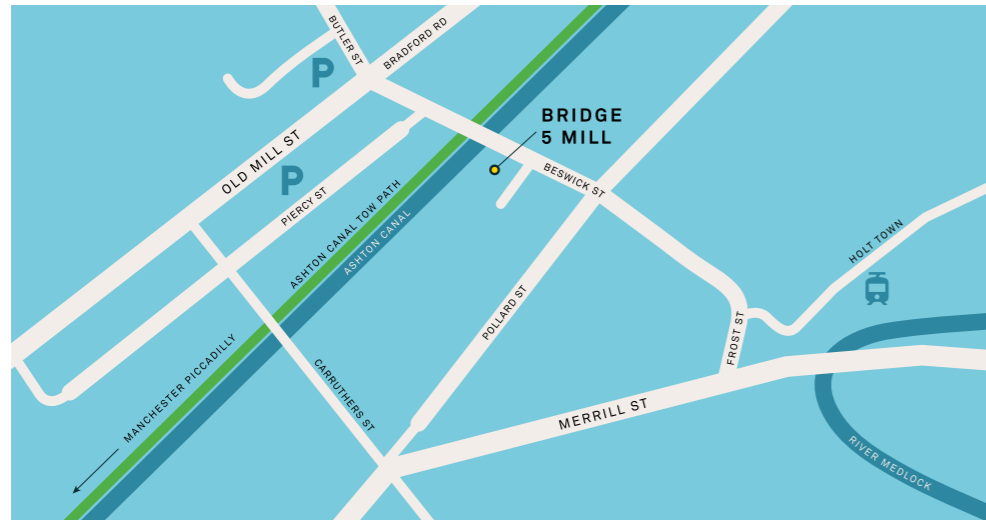 BUTLER ST
BRADFORD RD
P
BRIDGE
5 MILL
OLD MILL ST
P
PIERCY ST
BESWICK ST
ASHTON CANAL TOW PATH
ASHTON CANAL
HOLT TOWN
POLLARD ST
FROST ST
MANCHESTER PICCADILLY
CARRUTHERS ST
MERRILL ST
RIVER MEDLOCK